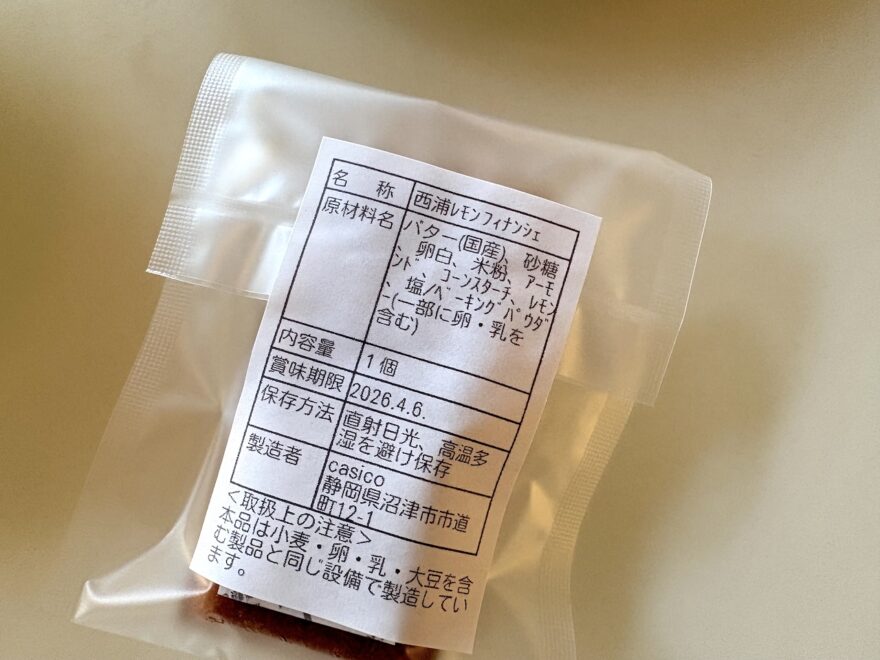 名称 西浦ﾚﾓﾝﾌｨﾅﾝｼｪ
原材料名 バター(国産)、砂糖
、卵白、米粉、ｱｰﾓ
ﾝﾄﾞ、ｺｰﾝｽﾀｰﾁ、ﾚﾓﾝ
、塩/ﾍﾞｰｷﾝｸﾞﾊﾟｳﾀﾞ
ｰ(一部に卵・乳を
含む)
内容量 1個
賞味期限 2026.4.6.
保存方法 直射日光、高温多
湿を避け保存
製造者 casico
静岡県沼津市市道
町12-1
<取扱上の注意>
本品は小麦・卵・乳・大豆を含
む製品と同じ設備で製造してい
ます。